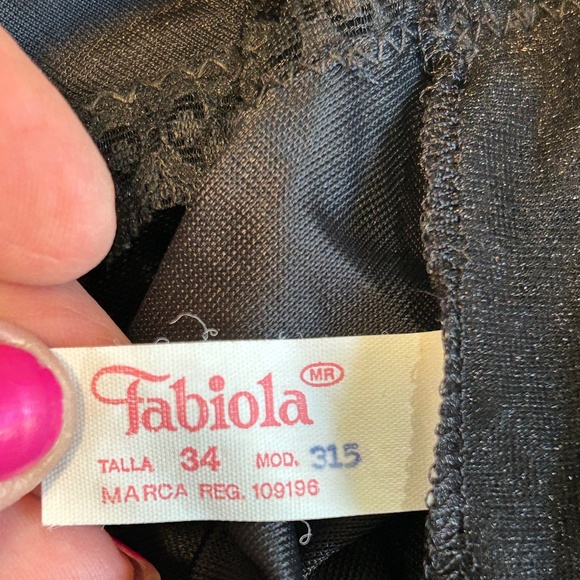 Fabiola MR
TALLA 34 MOD. 315
MARCA REG. 109196